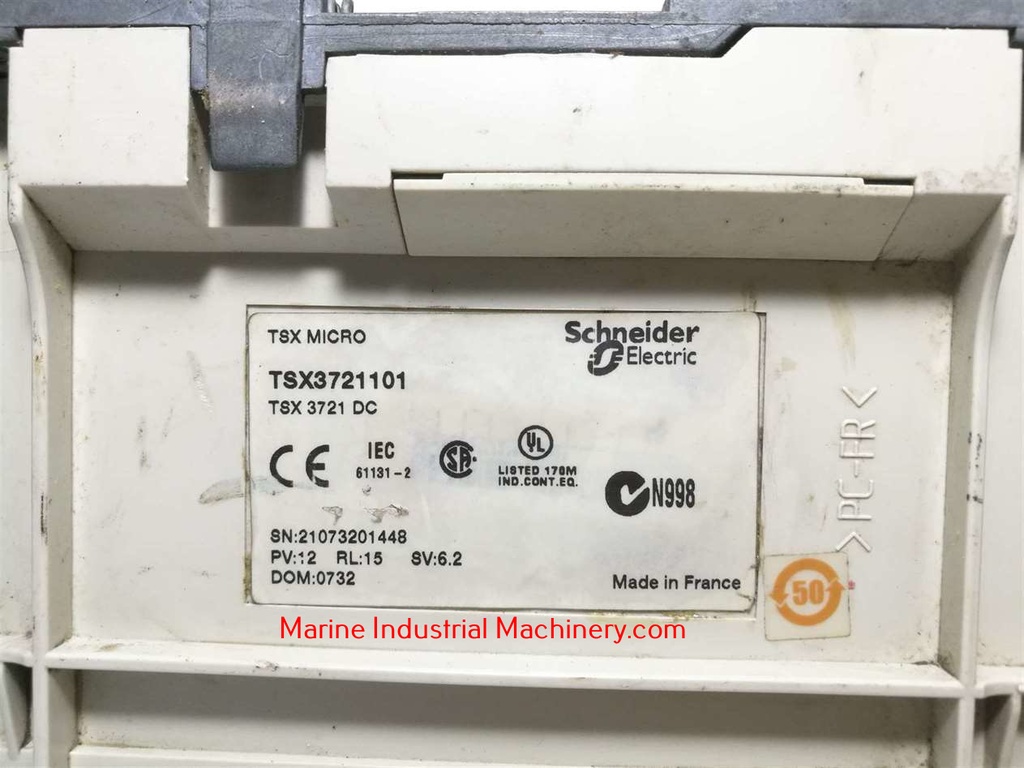 TSX MICRO
Schneider
Electric
TSX3721101
TSX 3721 DC
CE
IEC
61131-2
SA
UL
LISTED 170M
IND.CONT.EQ.
N998
SN:21073201448
PV:12 RL:15 SV:6.2
DOM:0732
Made in France
>PC-FR<
50
Marine Industrial Machinery.com